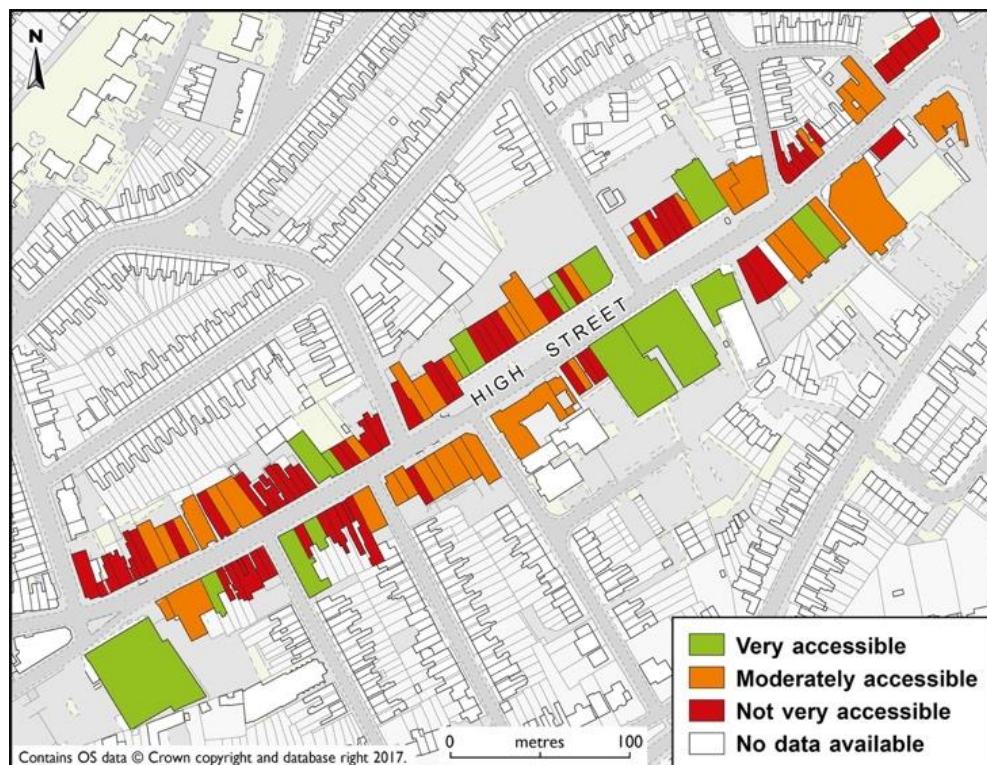 N
HIGH STREET
Very accessible
Moderately accessible
Not very accessible
No data available
0 metres 100
Contains OS data © Crown copyright and database right 2017.